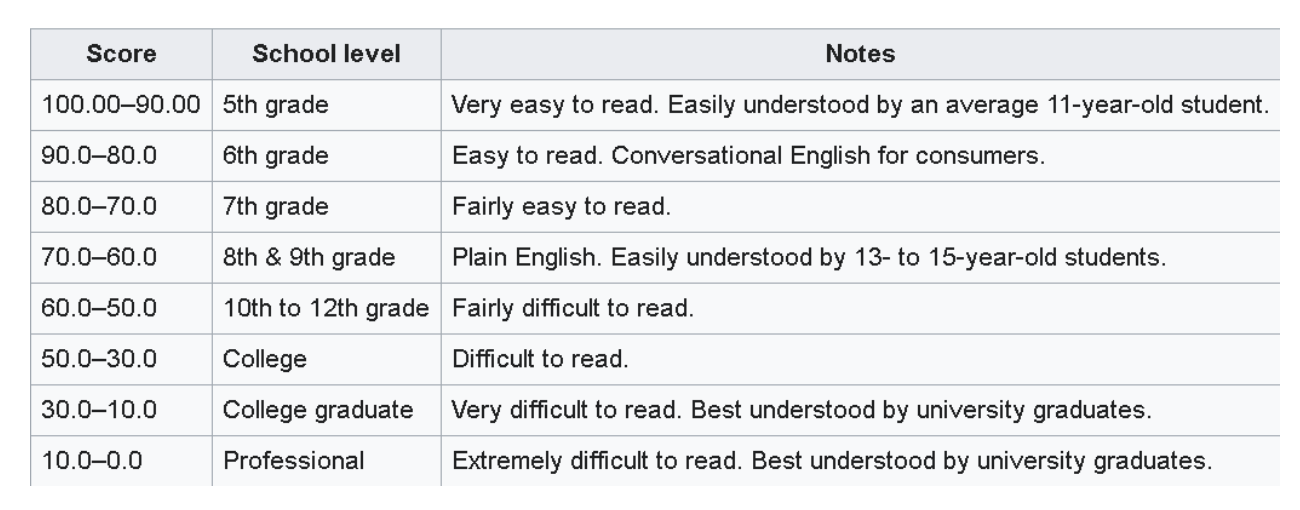 Score School level Notes
100.00–90.00 5th grade Very easy to read. Easily understood by an average 11-year-old student.
90.0–80.0 6th grade Easy to read. Conversational English for consumers.
80.0–70.0 7th grade Fairly easy to read.
70.0–60.0 8th & 9th grade Plain English. Easily understood by 13- to 15-year-old students.
60.0–50.0 10th to 12th grade Fairly difficult to read.
50.0–30.0 College Difficult to read.
30.0–10.0 College graduate Very difficult to read. Best understood by university graduates.
10.0–0.0 Professional Extremely difficult to read. Best understood by university graduates.